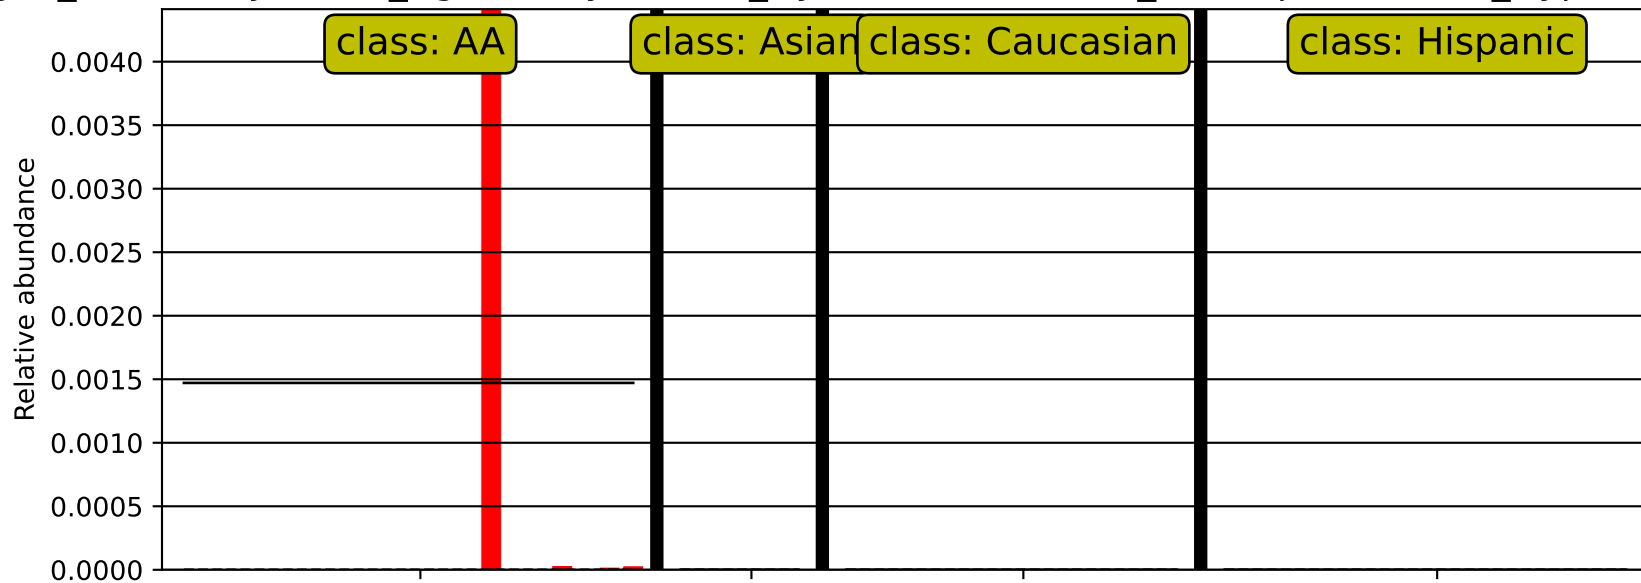 class: AA
class: Asian
class: Caucasian
class: Hispanic
Relative abundance
0.0040
0.0035
0.0030
0.0025
0.0020
0.0015
0.0010
0.0005
0.0000